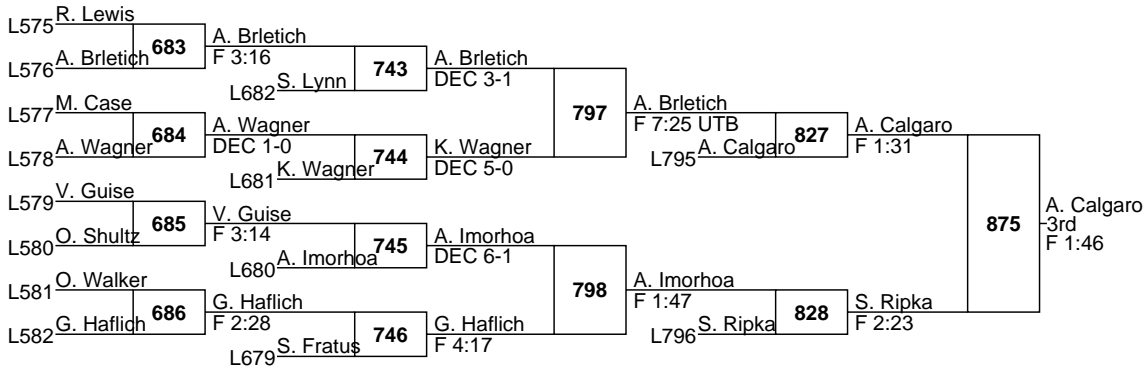 R. Lewis
L575
683
A. Brletich
F 3:16
L576
A. Brletich
743
A. Brletich
DEC 3-1
L682
S. Lynn
M. Case
L577
684
A. Wagner
DEC 1-0
L578
A. Wagner
744
K. Wagner
DEC 5-0
L681
K. Wagner
797
A. Brletich
F 7:25 UTB
L795
A. Calgaro
827
A. Calgaro
F 1:31
V. Guise
L579
685
V. Guise
F 3:14
L580
O. Shultz
745
A. Imorhoa
DEC 6-1
L680
A. Imorhoa
O. Walker
L581
686
G. Haflich
F 2:28
L582
G. Haflich
746
G. Haflich
F 4:17
L679
S. Fratus
798
A. Imorhoa
F 1:47
L796
S. Ripka
828
S. Ripka
F 2:23
875
A. Calgaro
3rd
F 1:46